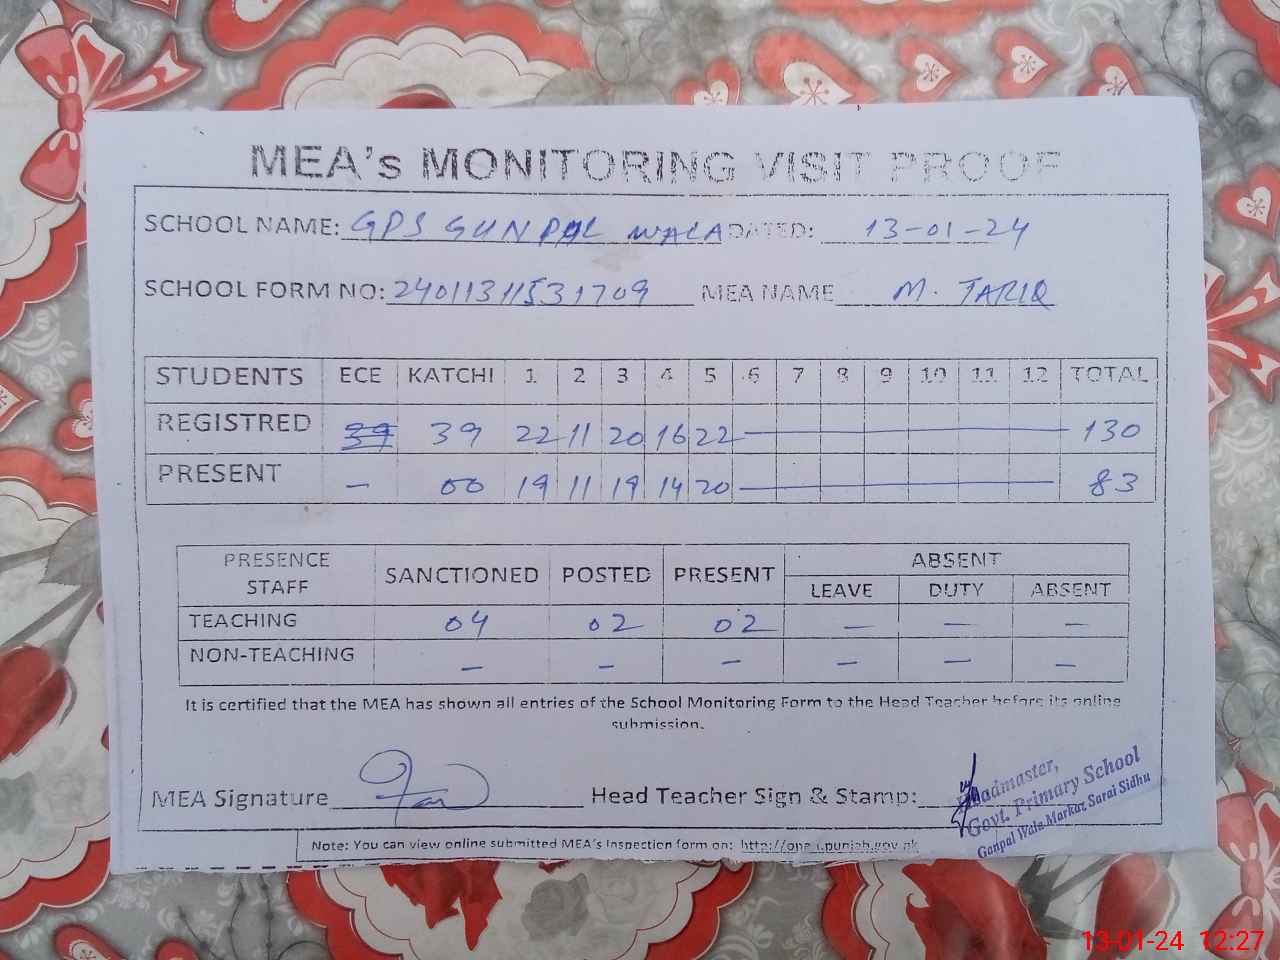 MEA's MONITORING VISIT PROOF
SCHOOL NAME: GPS GUNPAL WALA DATED: 13-01-24
SCHOOL FORM NO: 24011311531709 MEA NAME M. TARIQ
STUDENTS ECE KATCHI 1 2 3 4 5 6 7 8 9 10 11 12 TOTAL
REGISTRED 39 39 22 11 20 16 22 — 130
PRESENT — 00 19 11 19 14 20 — 83
PRESENCE STAFF SANCTIONED POSTED PRESENT ABSENT
LEAVE DUTY ABSENT
TEACHING 04 02 02 — — —
NON-TEACHING — — — — — —
It is certified that the MEA has shown all entries of the School Monitoring Form to the Head Teacher before its online
submission.
MEA Signature Head Teacher Sign & Stamp:
Headmaster,
Govt. Primary School
Ganpal Wala Markaz Sarai Sidhu
Note: You can view online submitted MEA's Inspection form on:
13-01-24 12:27